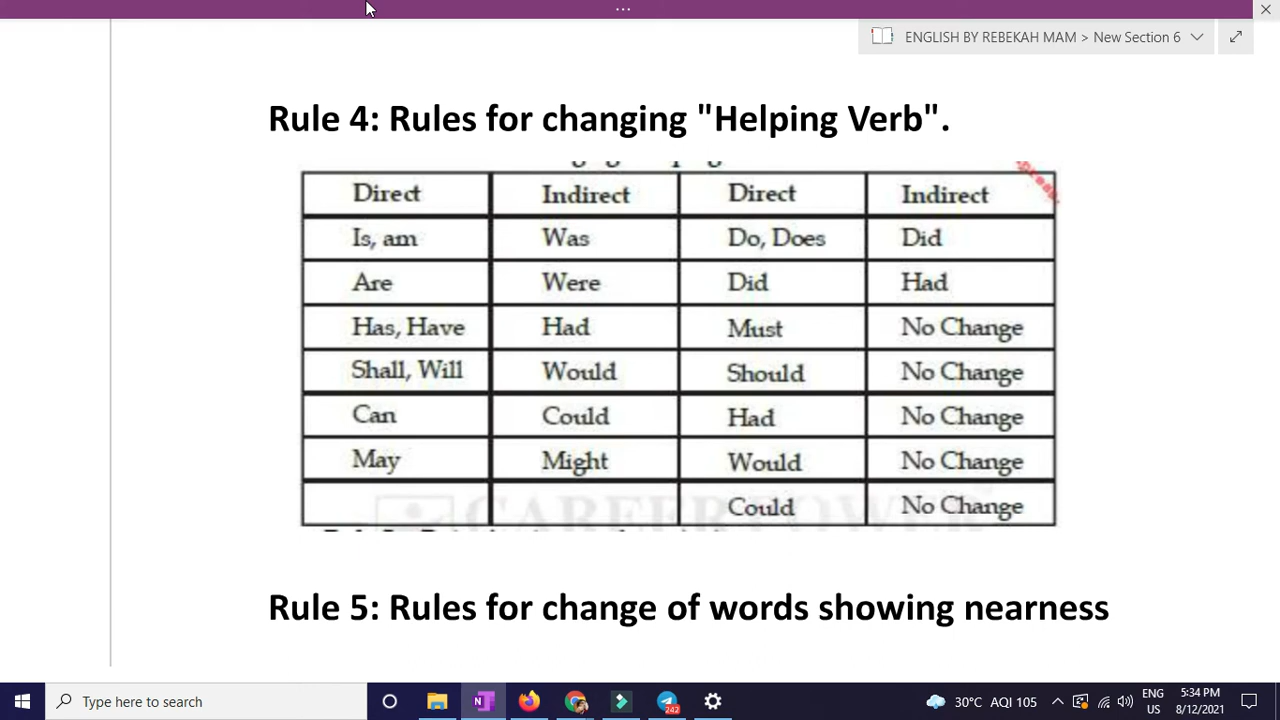 ENGLISH BY REBEKAH MAM > New Section 6
Rule 4: Rules for changing "Helping Verb".
Direct Indirect Direct Indirect
Is, am Was Do, Does Did
Are Were Did Had
Has, Have Had Must No Change
Shall, Will Would Should No Change
Can Could Had No Change
May Might Would No Change
Could No Change
CAREER TOWER
Rule 5: Rules for change of words showing nearness
Type here to search
242
30°C AQI 105
ENG
US
5:34 PM
8/12/2021